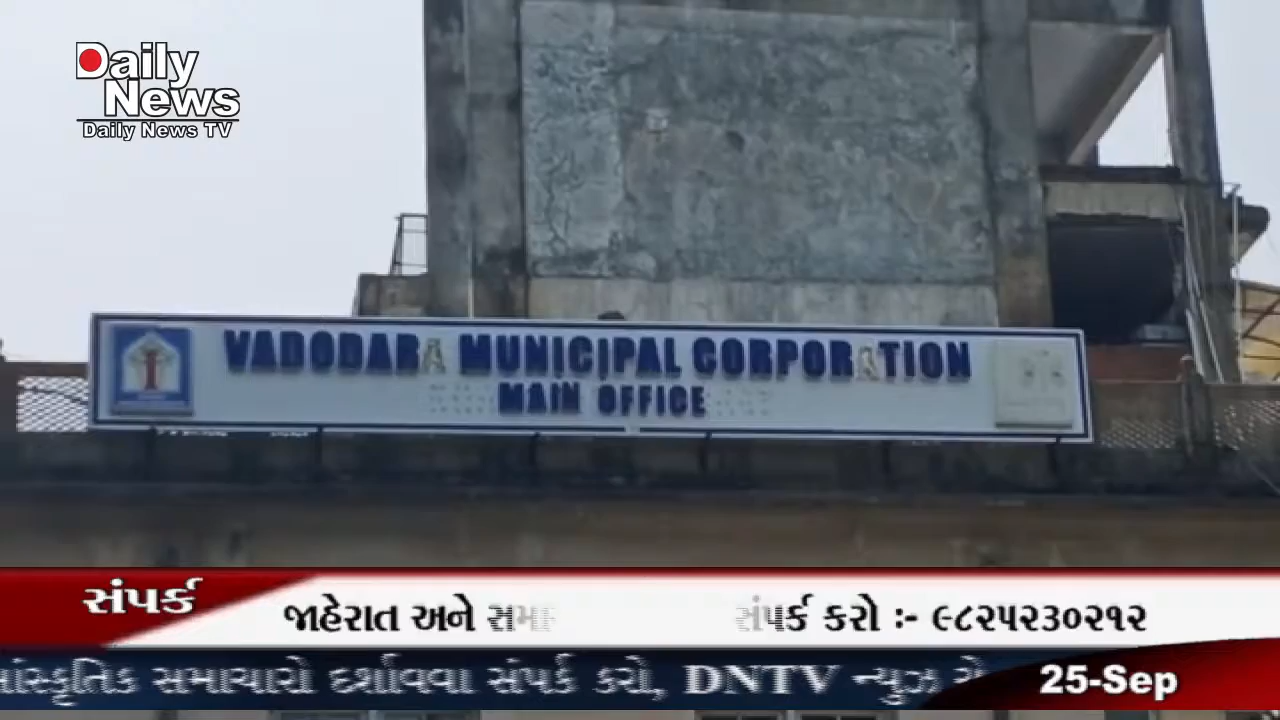 Daily
News
Daily News TV
VADODARA MUNICIPAL CORPORATION
MAIN OFFICE
સંપર્ક
જાહેરાત અને સંપર્ક કરો :- ૯૮૨૫૨૩૦૨૧૨
સમાચારો દર્શાવવા સંપર્ક કરો, DNTV ન્યૂઝ
25-Sep